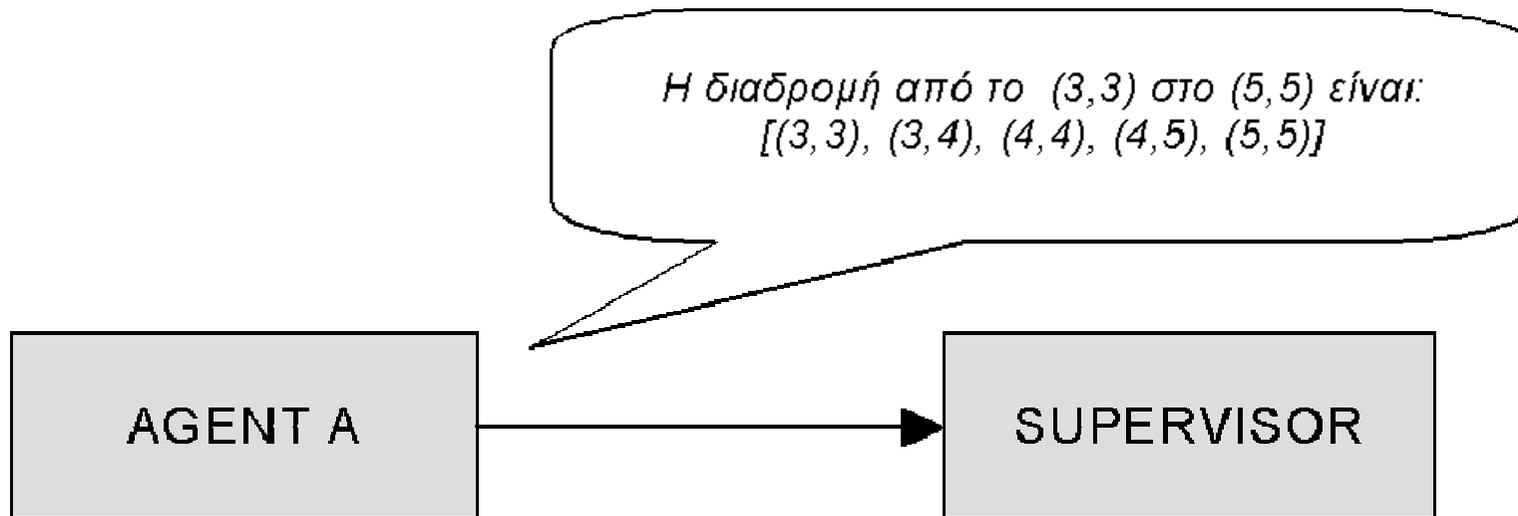 Η διαδρομή από το (3,3) στο (5,5) είναι:
[(3,3), (3,4), (4,4), (4,5), (5,5)]
AGENT A
SUPERVISOR